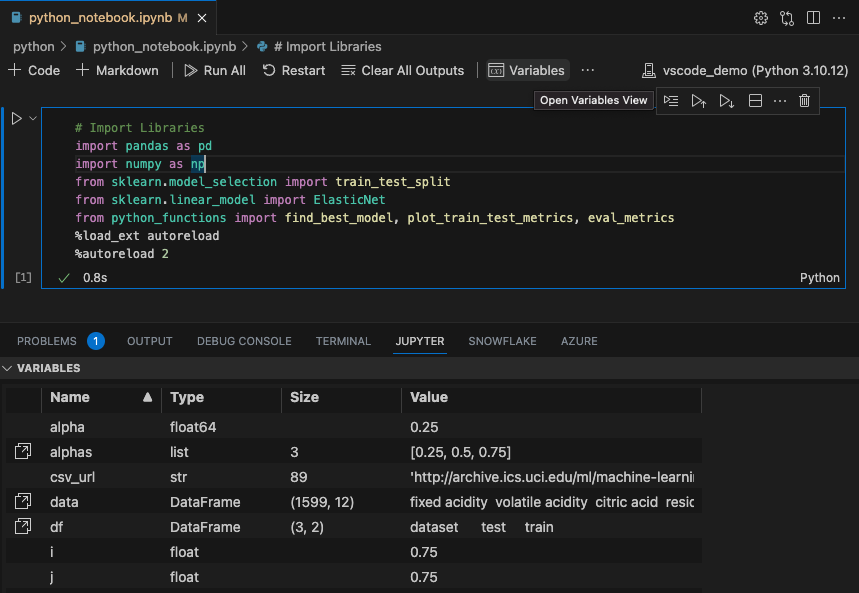 python_notebook.ipynb M
python > python_notebook.ipynb > # Import Libraries
+ Code + Markdown Run All Restart Clear All Outputs Variables ... vscode_demo (Python 3.10.12)
Open Variables View
# Import Libraries
import pandas as pd
import numpy as np
from sklearn.model_selection import train_test_split
from sklearn.linear_model import ElasticNet
from python_functions import find_best_model, plot_train_test_metrics, eval_metrics
%load_ext autoreload
%autoreload 2
[1] 0.8s Python
PROBLEMS 1 OUTPUT DEBUG CONSOLE TERMINAL JUPYTER SNOWFLAKE AZURE
VARIABLES
Name Type Size Value
alpha float64 0.25
alphas list 3 [0.25, 0.5, 0.75]
csv_url str 89 'http://archive.ics.uci.edu/ml/machine-learnin
data DataFrame (1599, 12) fixed acidity volatile acidity citric acid resid
df DataFrame (3, 2) dataset test train
i float 0.75
j float 0.75